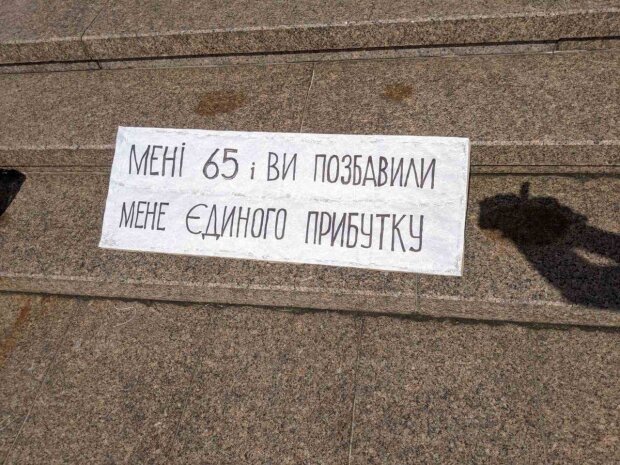 МЕНІ 65 і ВИ ПОЗБАВИЛИ
МЕНЕ ЄДИНОГО ПРИБУТКУ